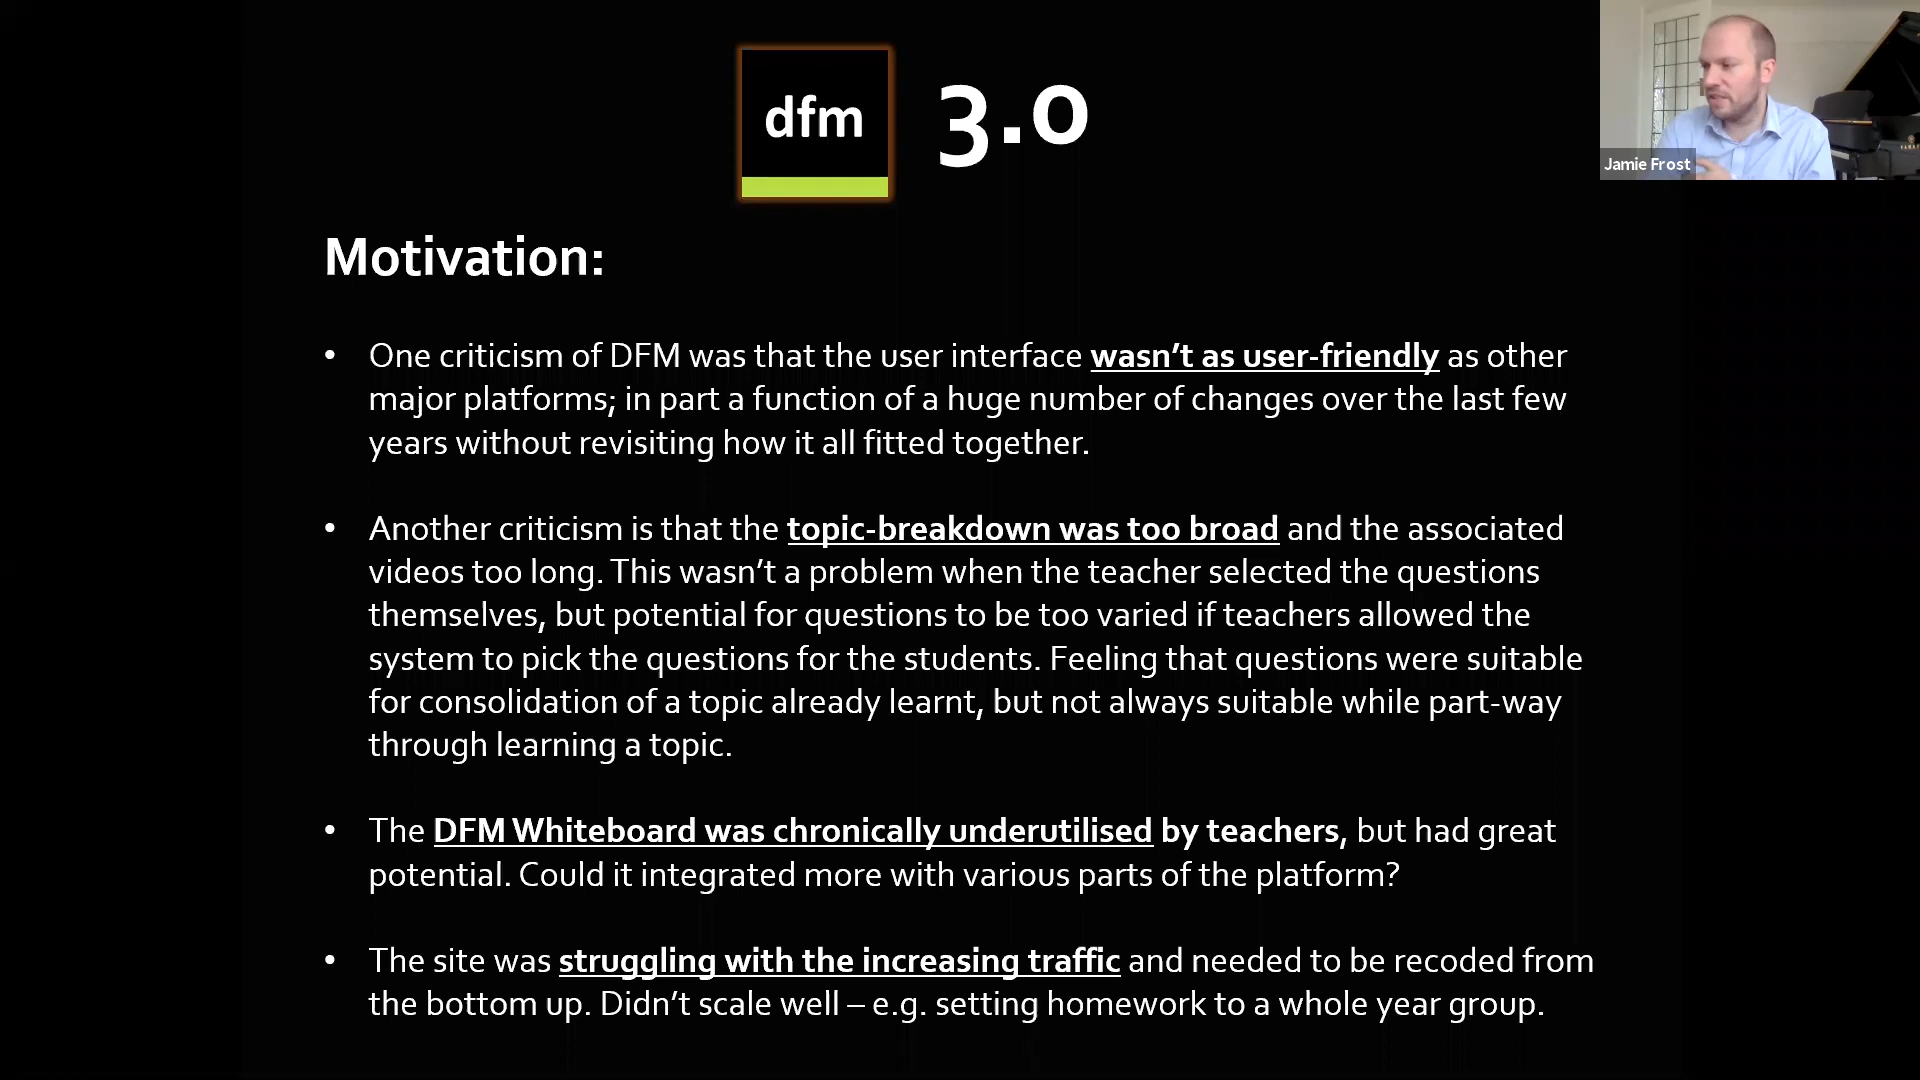 dfm 3.0
Jamie Frost
Motivation:
• One criticism of DFM was that the user interface wasn’t as user-friendly as other
major platforms; in part a function of a huge number of changes over the last few
years without revisiting how it all fitted together.
• Another criticism is that the topic-breakdown was too broad and the associated
videos too long. This wasn’t a problem when the teacher selected the questions
themselves, but potential for questions to be too varied if teachers allowed the
system to pick the questions for the students. Feeling that questions were suitable
for consolidation of a topic already learnt, but not always suitable while part-way
through learning a topic.
• The DFM Whiteboard was chronically underutilised by teachers, but had great
potential. Could it integrated more with various parts of the platform?
• The site was struggling with the increasing traffic and needed to be recoded from
the bottom up. Didn’t scale well – e.g. setting homework to a whole year group.